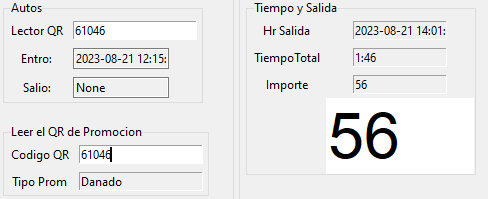 Autos
Lector QR 61046
Entro: 2023-08-21 12:15:
Salio: None
Leer el QR de Promocion
Codigo QR 61046
Tipo Prom Danado
Tiempo y Salida
Hr Salida 2023-08-21 14:01:
TiempoTotal 1:46
Importe 56
56